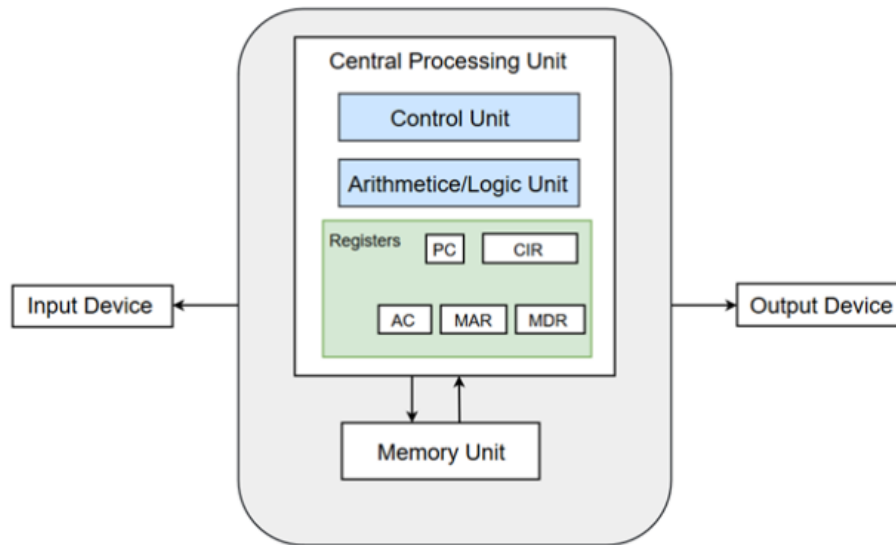 Central Processing Unit
Control Unit
Arithmetice/Logic Unit
Registers
PC
CIR
AC
MAR
MDR
Input Device
Output Device
Memory Unit